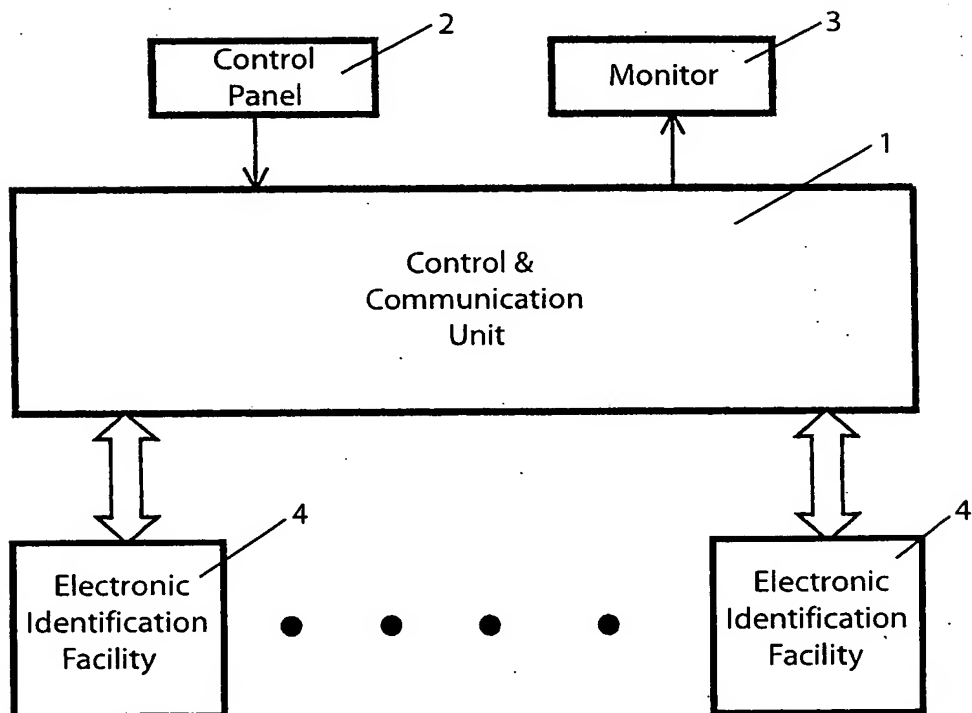 2
Control
Panel
3
Monitor
1
Control &
Communication
Unit
4
Electronic
Identification
Facility
4
Electronic
Identification
Facility